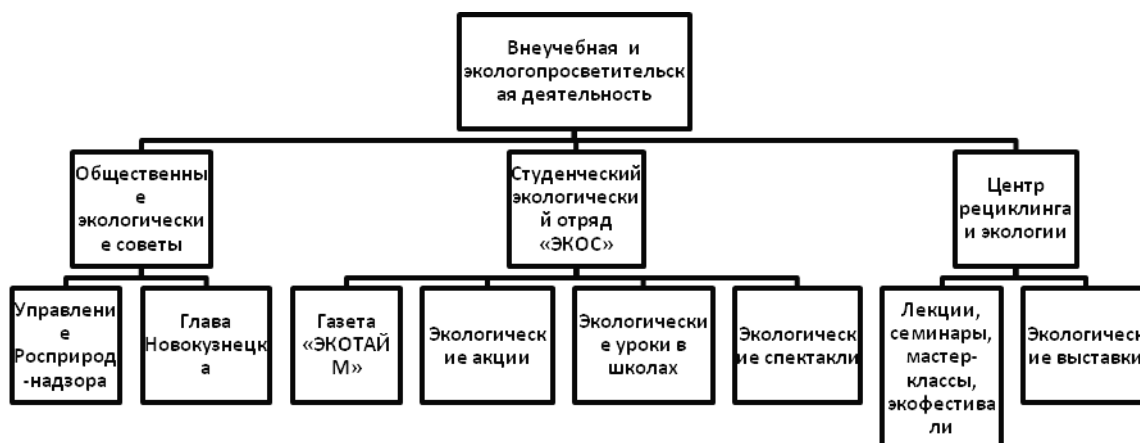 Внеучебная и
экологопросветительск
ая деятельность
Общественны
е
экологически
е советы
Студенческий
экологически
й отряд
«ЭКОС»
Центр
рециклинга
и экологии
Управлени
е
Росприрод
-надзора
Глава
Новокузнецк
а
Газета
«ЭКОТАЙ
М»
Экологическ
ие акции
Экологически
е уроки в
школах
Экологическ
ие спектакли
Лекции,
семинары,
мастер-
классы,
экофестива
ли
Экологическ
ие выставки